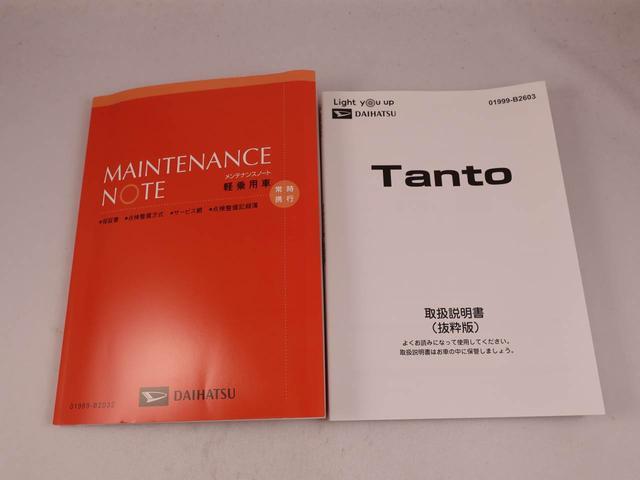 MAINTENANCE
NOTE
メンテナンスノート
軽乗用車
常時
携行
●保証書 ●点検整備方式 ●サービス網 ●点検整備記録簿
DAIHATSU
01999-B2032
Light you up
01999-B2603
DAIHATSU
Tanto
取扱説明書
(抜粋版)
よくお読みになって使用してください。
取扱説明書はお車の中に保管しましょう。